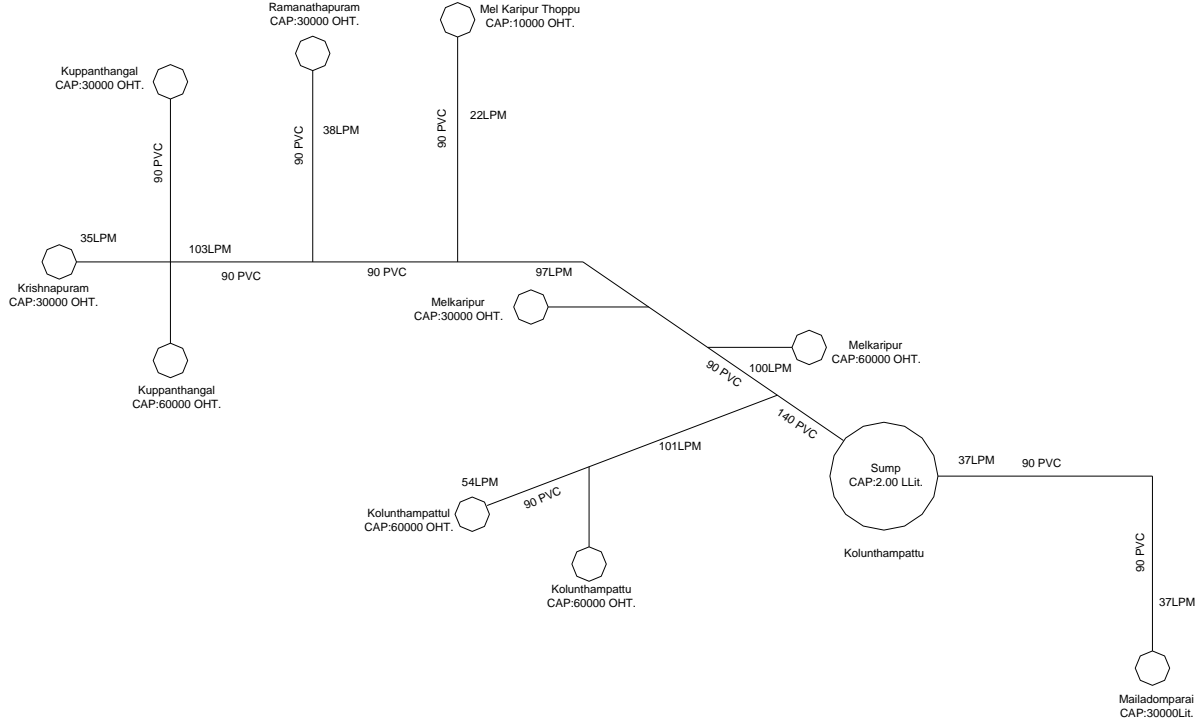 Ramanathapuram
CAP:30000 OHT.
Mel Karipur Thoppu
CAP:10000 OHT.
Kuppanthangal
CAP:30000 OHT.
90 PVC
38LPM
90 PVC
22LPM
90 PVC
35LPM
103LPM
90 PVC
90 PVC
97LPM
Krishnapuram
CAP:30000 OHT.
Melkaripur
CAP:30000 OHT.
Melkaripur
CAP:60000 OHT.
90 PVC
100LPM
Kuppanthangal
CAP:60000 OHT.
140 PVC
101LPM
Sump
CAP:2.00 LLit.
37LPM
90 PVC
54LPM
90 PVC
Kolunthampattul
CAP:60000 OHT.
Kolunthampattu
90 PVC
Kolunthampattu
CAP:60000 OHT.
37LPM
Mailadomparai
CAP:30000Lit.